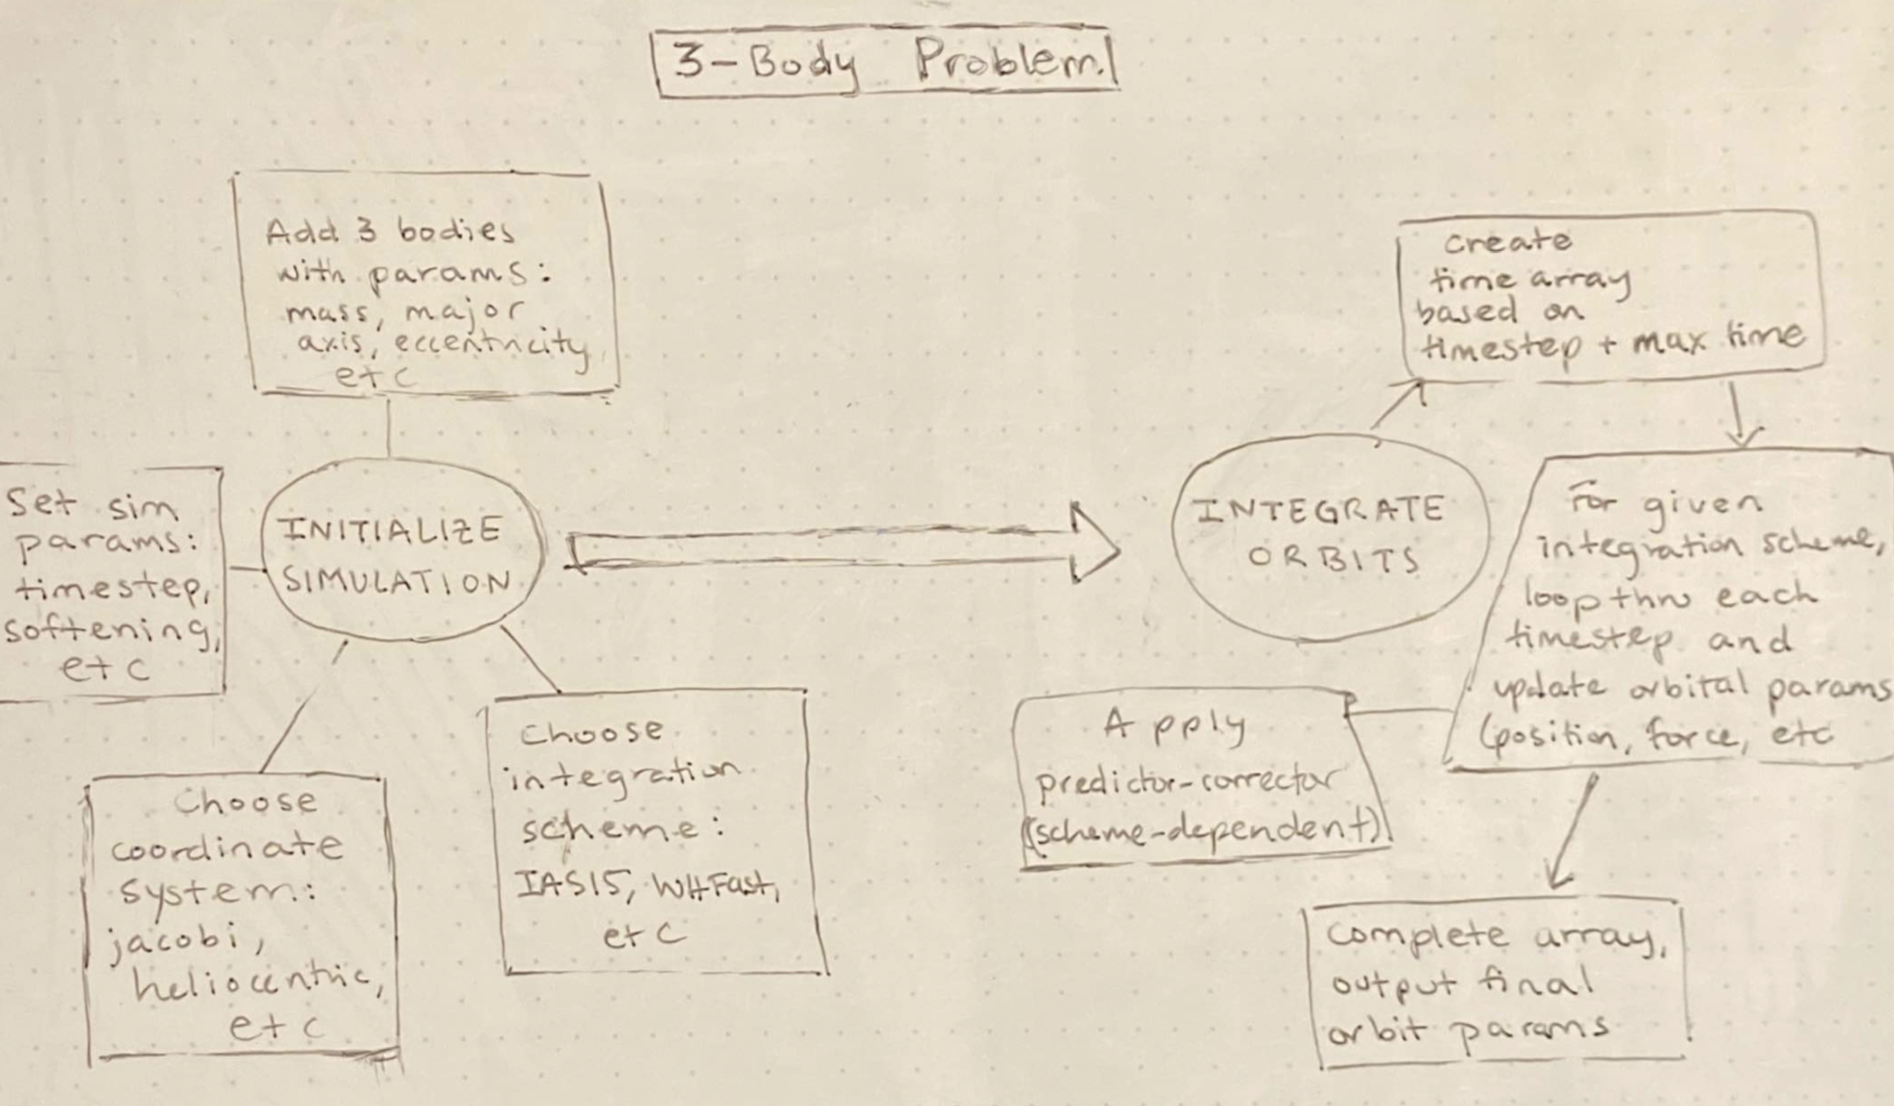 3-Body Problem
Add 3 bodies
with params:
mass, major
axis, eccentricity,
etc
Set sim
params:
timestep,
softening,
etc
INITIALIZE
SIMULATION
Choose
coordinate
system:
jacobi,
heliocentric,
etc
Choose
integration
scheme:
IAS15, WHFast,
etc
INTEGRATE
ORBITS
create
time array
based on
timestep + max time
For given
integration scheme,
loop thru each
timestep and
update orbital params
(position, force, etc
Apply
predictor-corrector
(scheme-dependent)
Complete array,
output final
orbit params